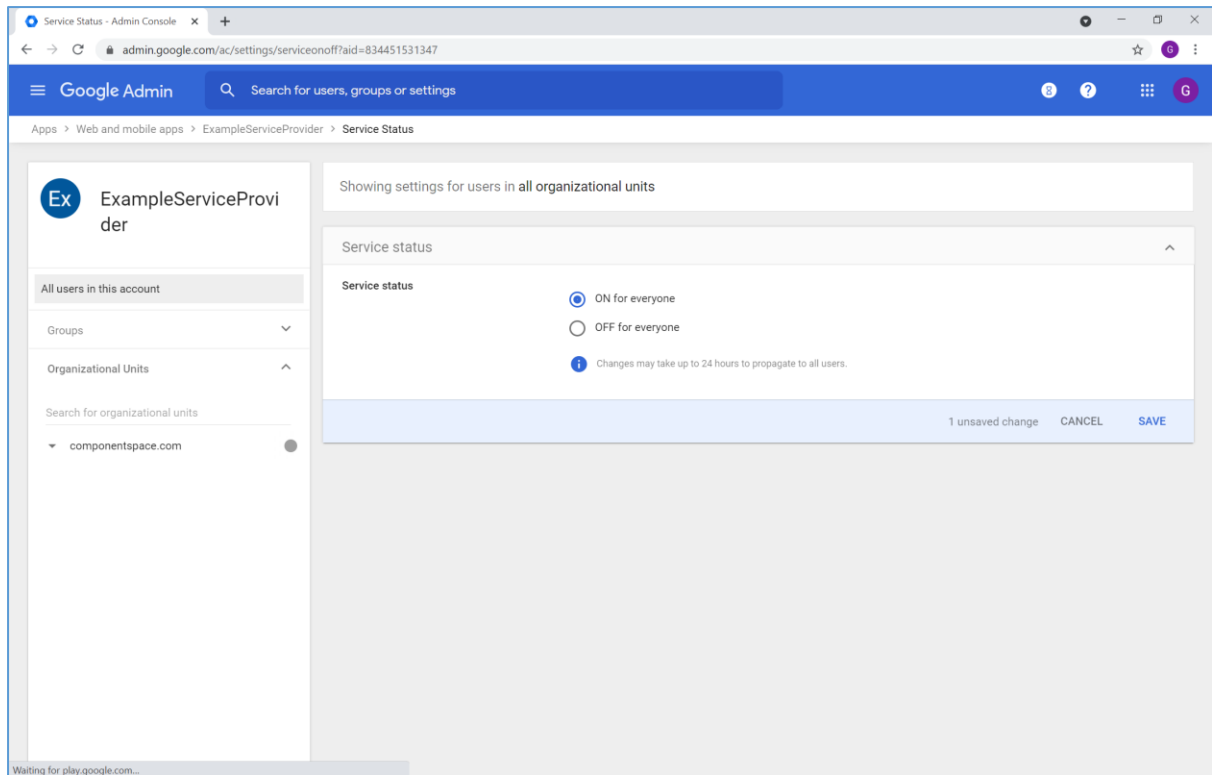 Service Status - Admin Console
admin.google.com/ac/settings/serviceonoff?aid=834451531347
G
Google Admin
Search for users, groups or settings
8
?
G
Apps > Web and mobile apps > ExampleServiceProvider > Service Status
Ex
ExampleServiceProvi
der
All users in this account
Groups
Organizational Units
Search for organizational units
componentspace.com
Showing settings for users in all organizational units
Service status
Service status
ON for everyone
OFF for everyone
Changes may take up to 24 hours to propagate to all users.
1 unsaved change CANCEL SAVE
Waiting for play.google.com...